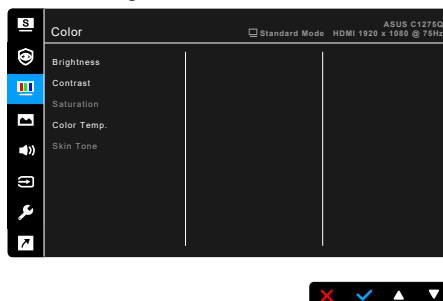 S
Color
ASUS C1275Q
Standard Mode HDMI 1920 x 1080 @ 75Hz
Brightness
Contrast
Saturation
Color Temp.
Skin Tone